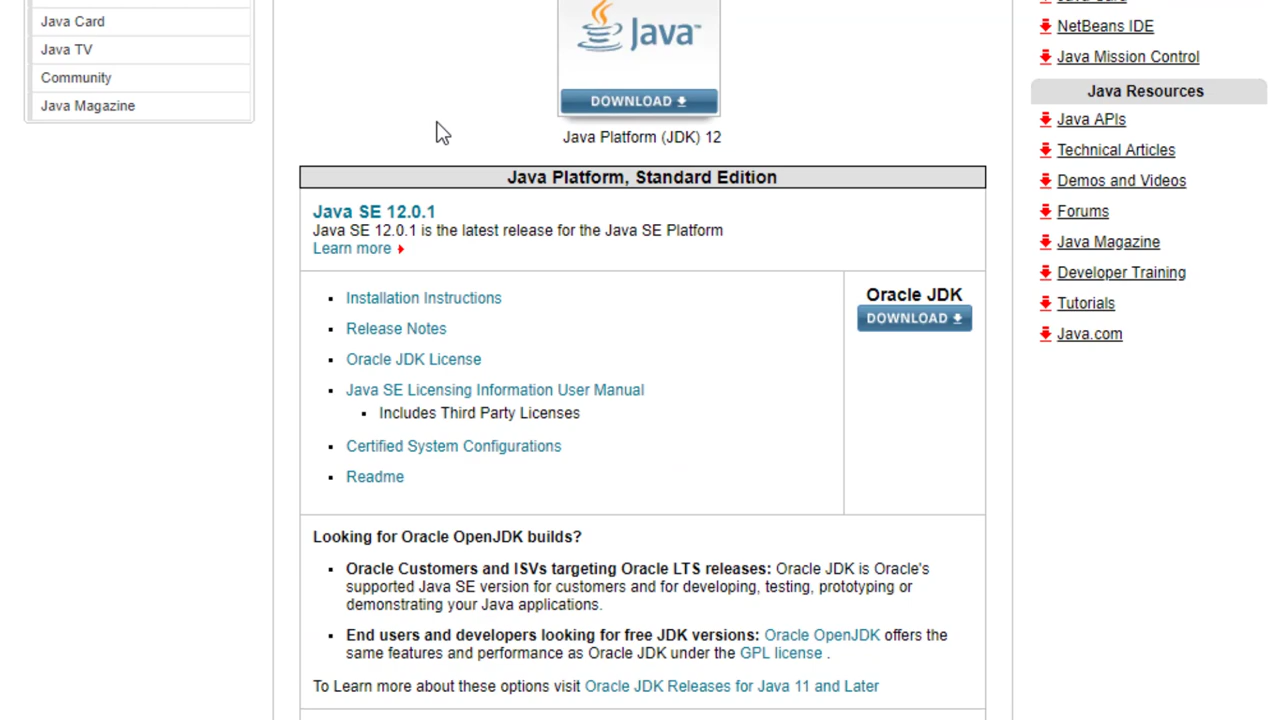 Java Card
Java TV
Community
Java Magazine
Java™
DOWNLOAD
Java Platform (JDK) 12
Java Platform, Standard Edition
Java SE 12.0.1
Java SE 12.0.1 is the latest release for the Java SE Platform
Learn more
Installation Instructions
Release Notes
Oracle JDK License
Java SE Licensing Information User Manual
Includes Third Party Licenses
Certified System Configurations
Readme
Oracle JDK
DOWNLOAD
Looking for Oracle OpenJDK builds?
Oracle Customers and ISVs targeting Oracle LTS releases: Oracle JDK is Oracle's
supported Java SE version for customers and for developing, testing, prototyping or
demonstrating your Java applications.
End users and developers looking for free JDK versions: Oracle OpenJDK offers the
same features and performance as Oracle JDK under the GPL license .
To Learn more about these options visit Oracle JDK Releases for Java 11 and Later
Java Card
NetBeans IDE
Java Mission Control
Java Resources
Java APIs
Technical Articles
Demos and Videos
Forums
Java Magazine
Developer Training
Tutorials
Java.com